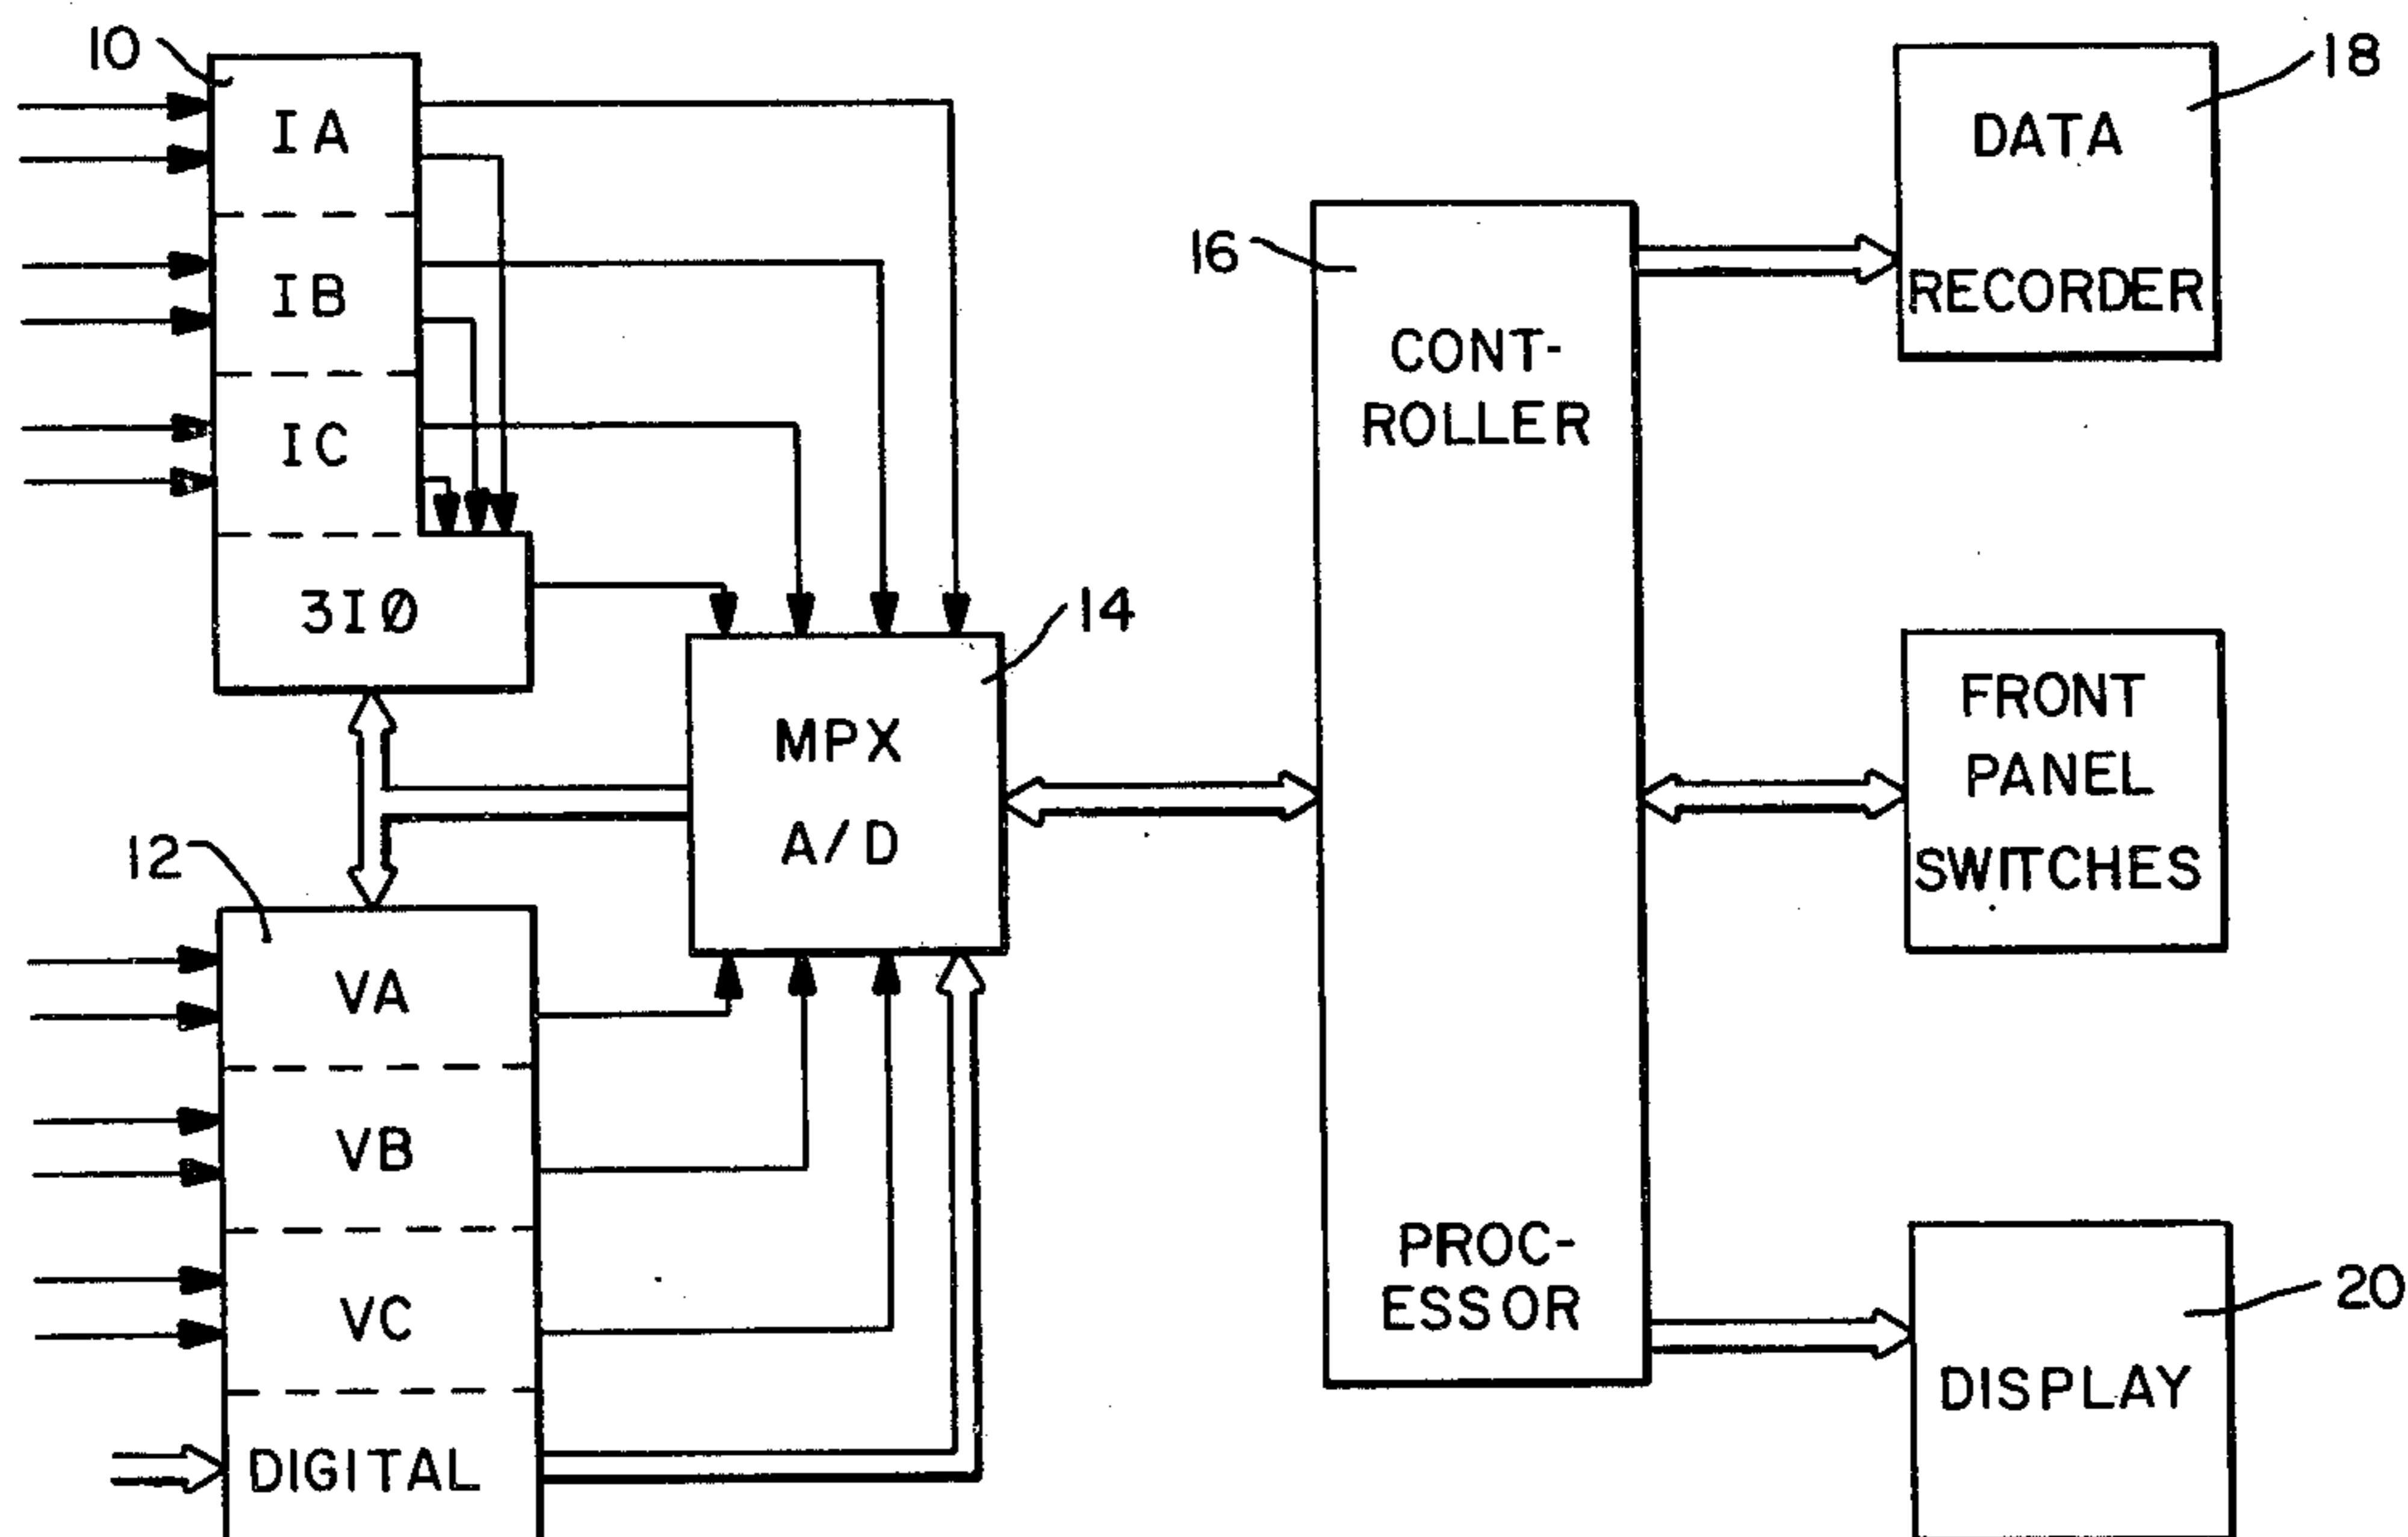 10
IA
IB
IC
3I0
12
VA
VB
VC
DIGITAL
14
MPX
A/D
16
CONT-
ROLLER
PROC-
ESSOR
18
DATA
RECORDER
FRONT
PANEL
SWITCHES
20
DISPLAY